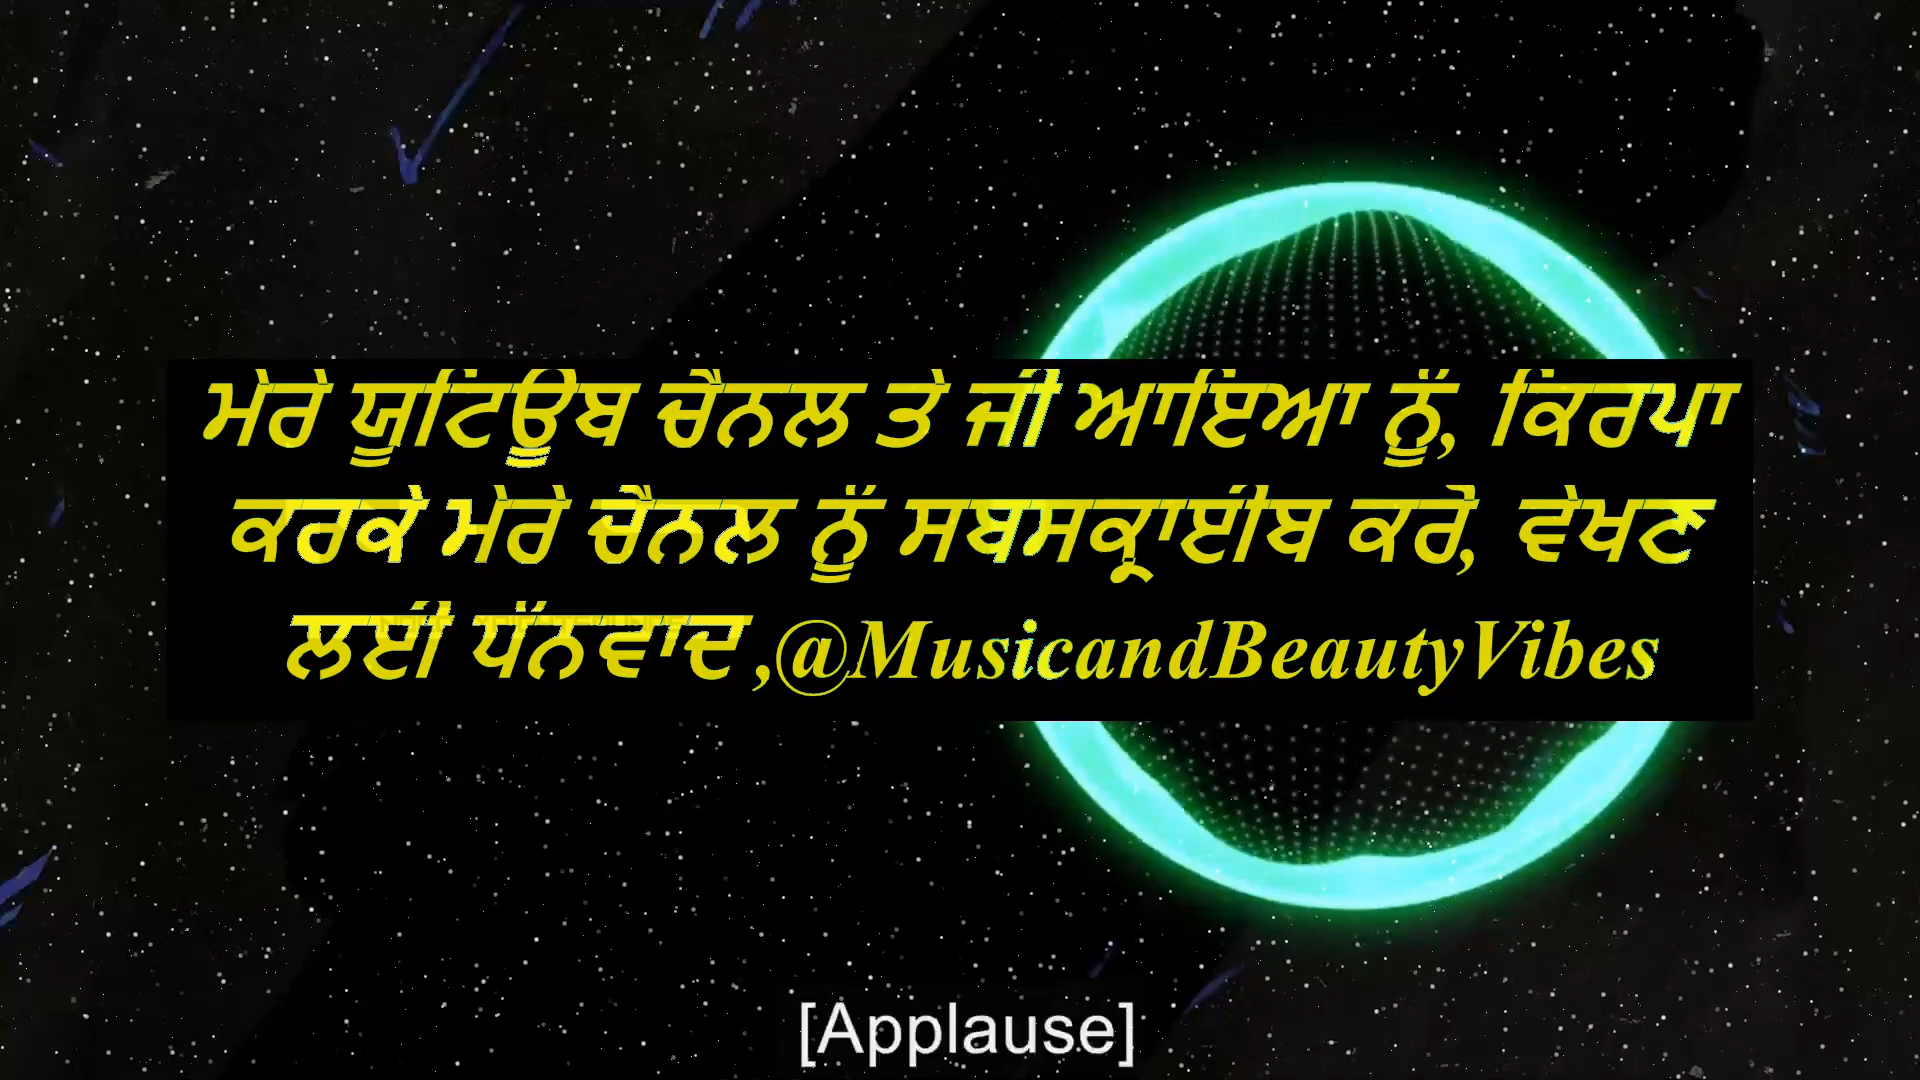 ਮੇਰੇ ਯੂਟਿਊਬ ਚੈਨਲ ਤੇ ਜੀ ਆਇਆ ਨੂੰ, ਕਿਰਪਾ
ਕਰਕੇ ਮੇਰੇ ਚੈਨਲ ਨੂੰ ਸਬਸਕ੍ਰਾਈਬ ਕਰੋ, ਵੇਖਣ
ਲਈ ਧੰਨਵਾਦ ,@MusicandBeautyVibes
[Applause]